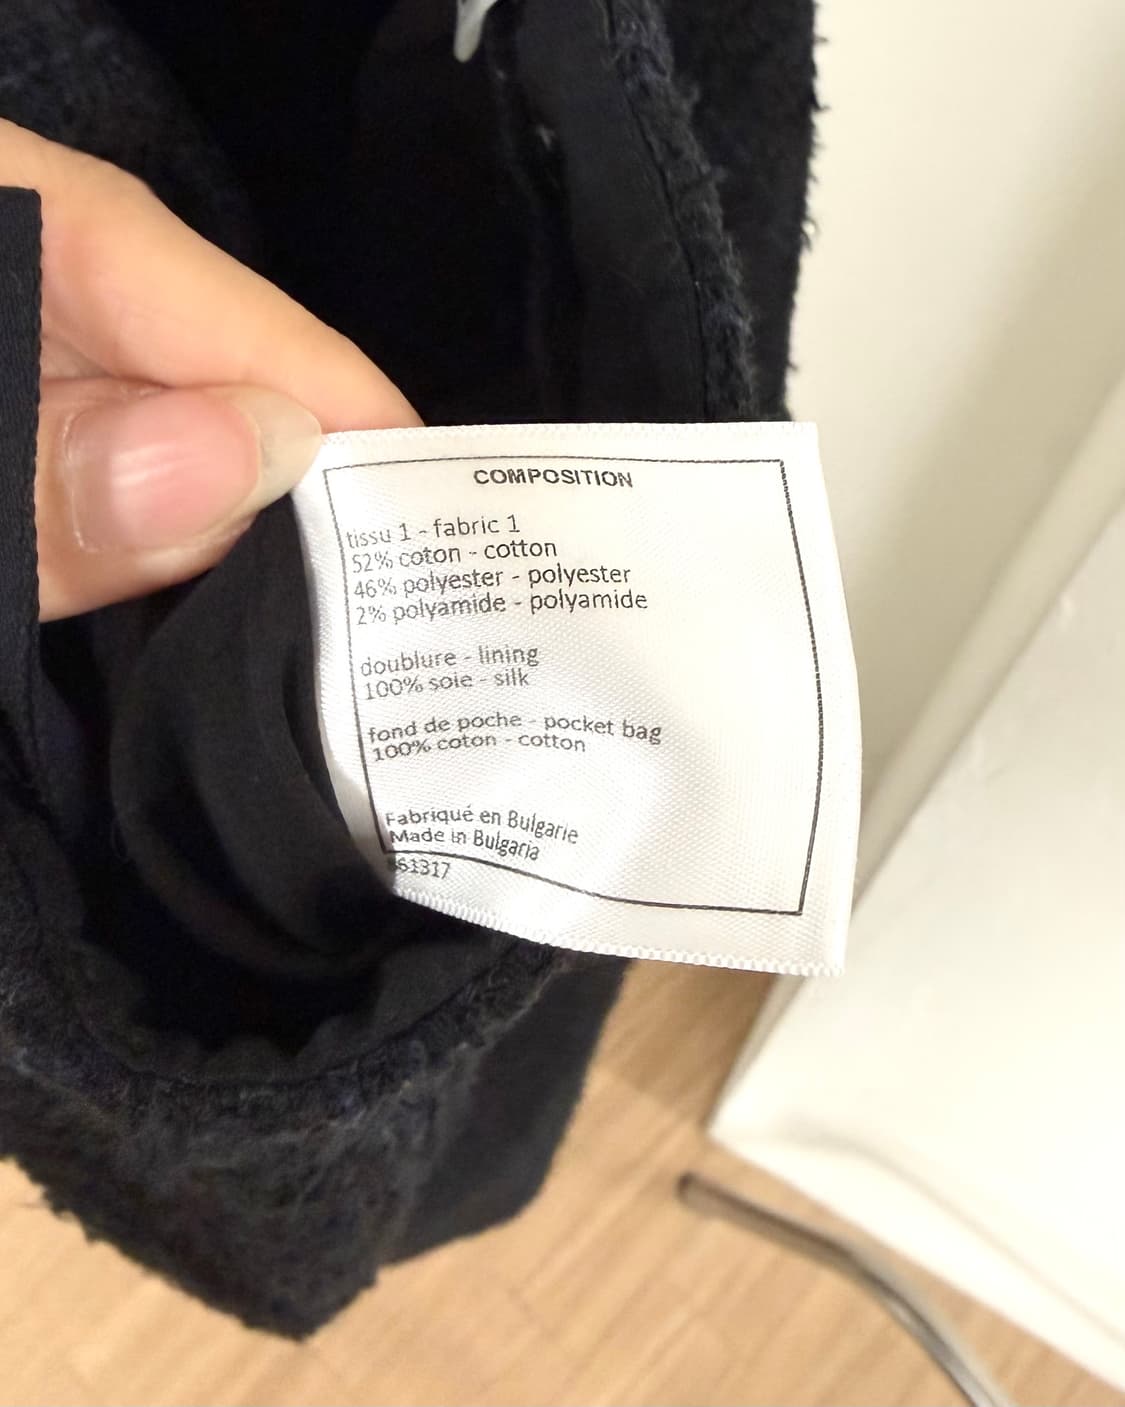 COMPOSITION
tissu 1 - fabric 1
52% coton - cotton
46% polyester - polyester
2% polyamide - polyamide
doublure - lining
100% soie - silk
fond de poche - pocket bag
100% coton - cotton
Fabriqué en Bulgarie
Made in Bulgaria